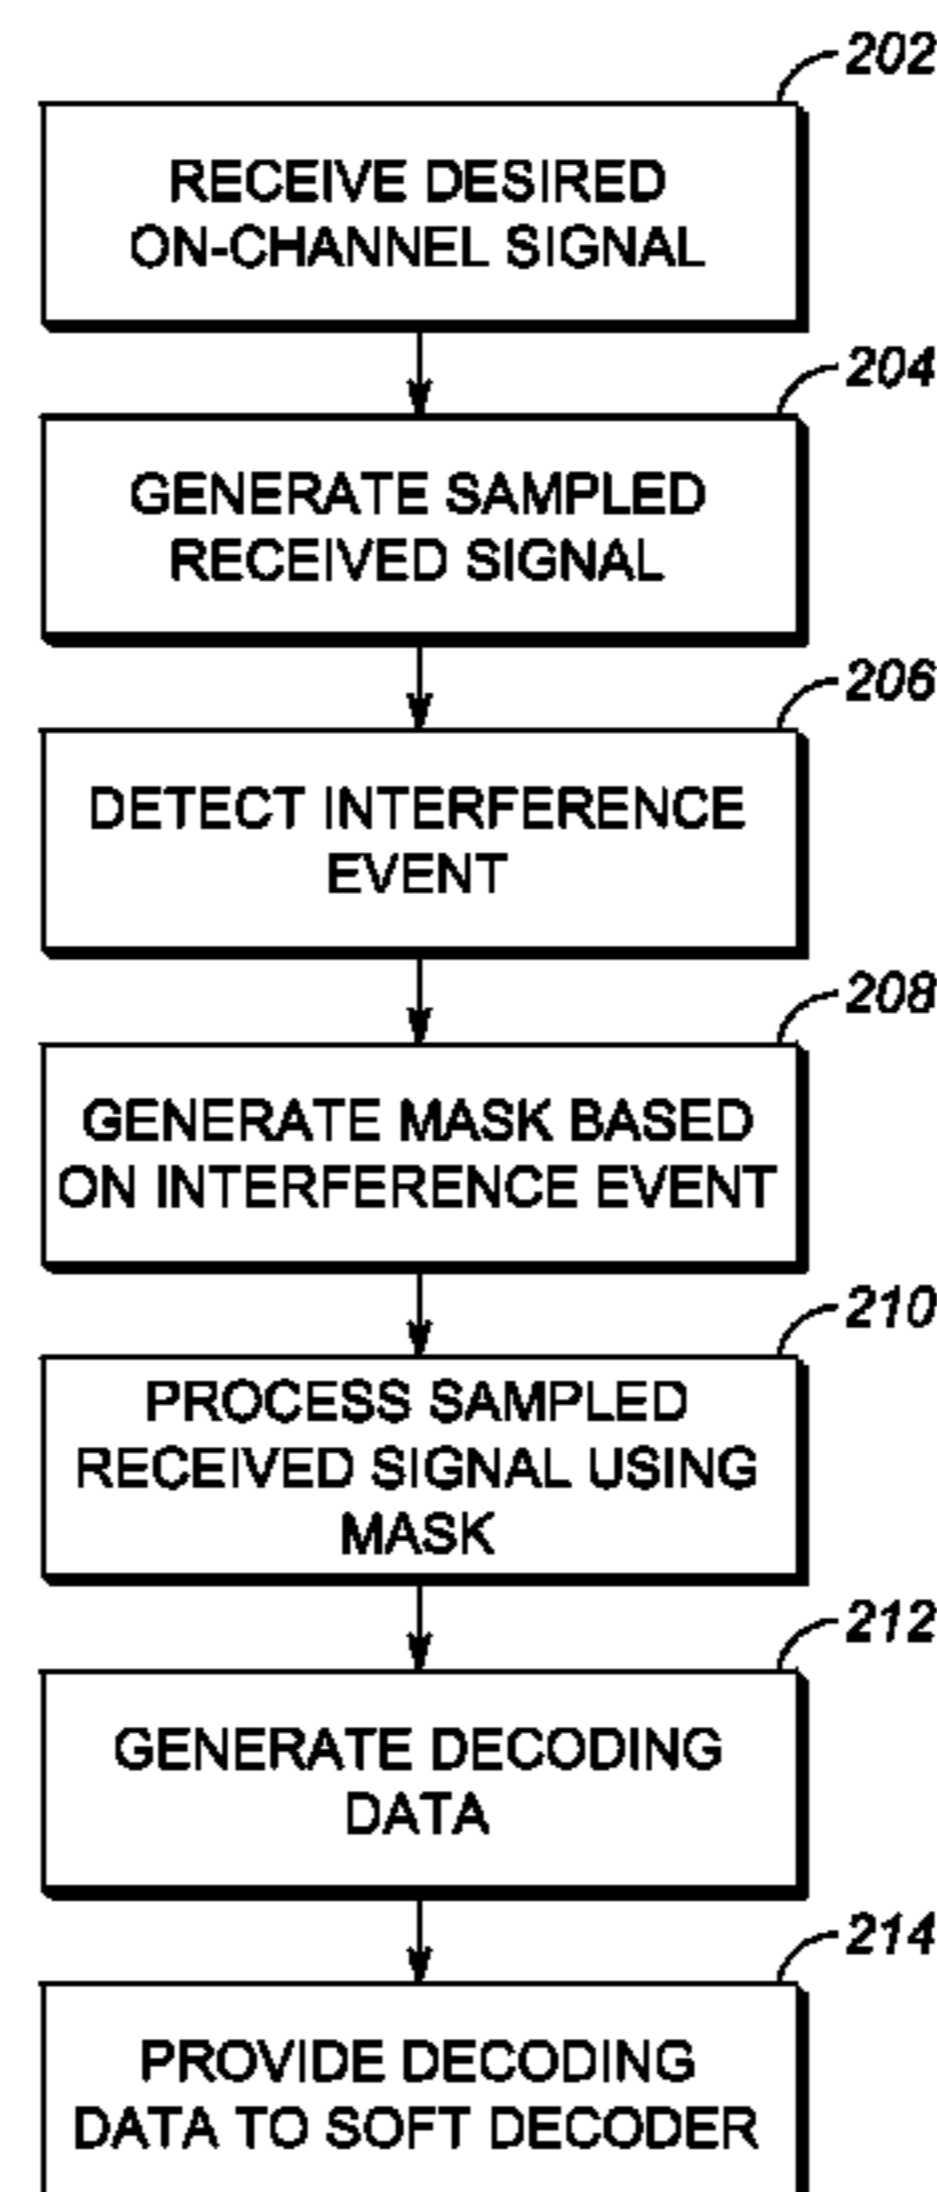 202
RECEIVE DESIRED
ON-CHANNEL SIGNAL
204
GENERATE SAMPLED
RECEIVED SIGNAL
206
DETECT INTERFERENCE
EVENT
208
GENERATE MASK BASED
ON INTERFERENCE EVENT
210
PROCESS SAMPLED
RECEIVED SIGNAL USING
MASK
212
GENERATE DECODING
DATA
214
PROVIDE DECODING
DATA TO SOFT DECODER